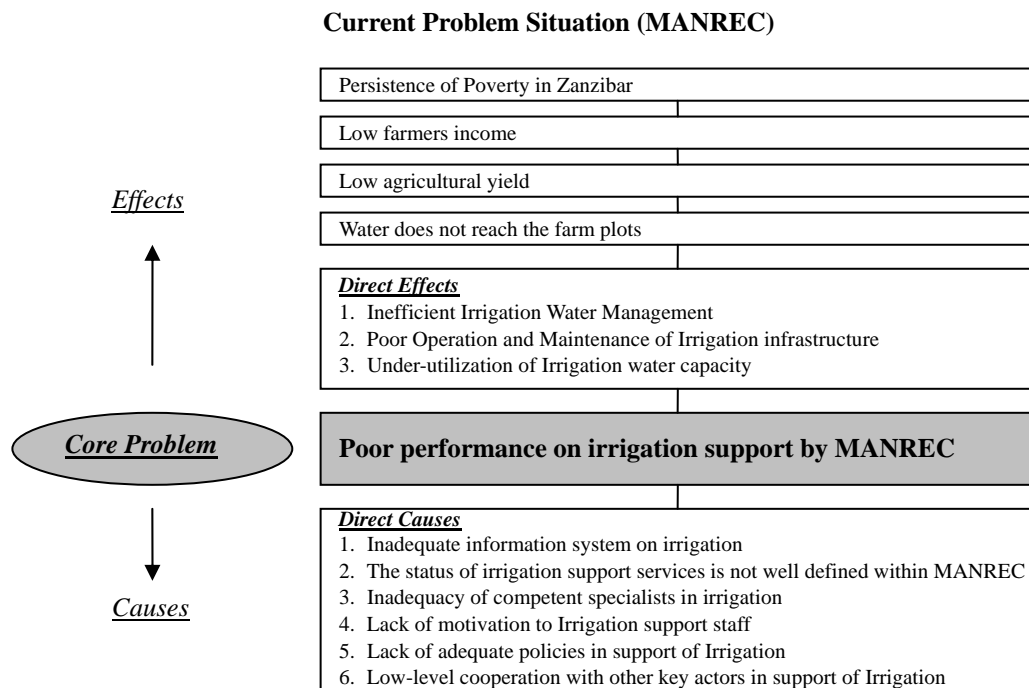 Current Problem Situation (MANREC)
Persistence of Poverty in Zanzibar
Low farmers income
Low agricultural yield
Effects
Water does not reach the farm plots
Direct Effects
1. Inefficient Irrigation Water Management
2. Poor Operation and Maintenance of Irrigation infrastructure
3. Under-utilization of Irrigation water capacity
Core Problem
Poor performance on irrigation support by MANREC
Direct Causes
1. Inadequate information system on irrigation
2. The status of irrigation support services is not well defined within MANREC
3. Inadequacy of competent specialists in irrigation
Causes
4. Lack of motivation to Irrigation support staff
5. Lack of adequate policies in support of Irrigation
6. Low-level cooperation with other key actors in support of Irrigation